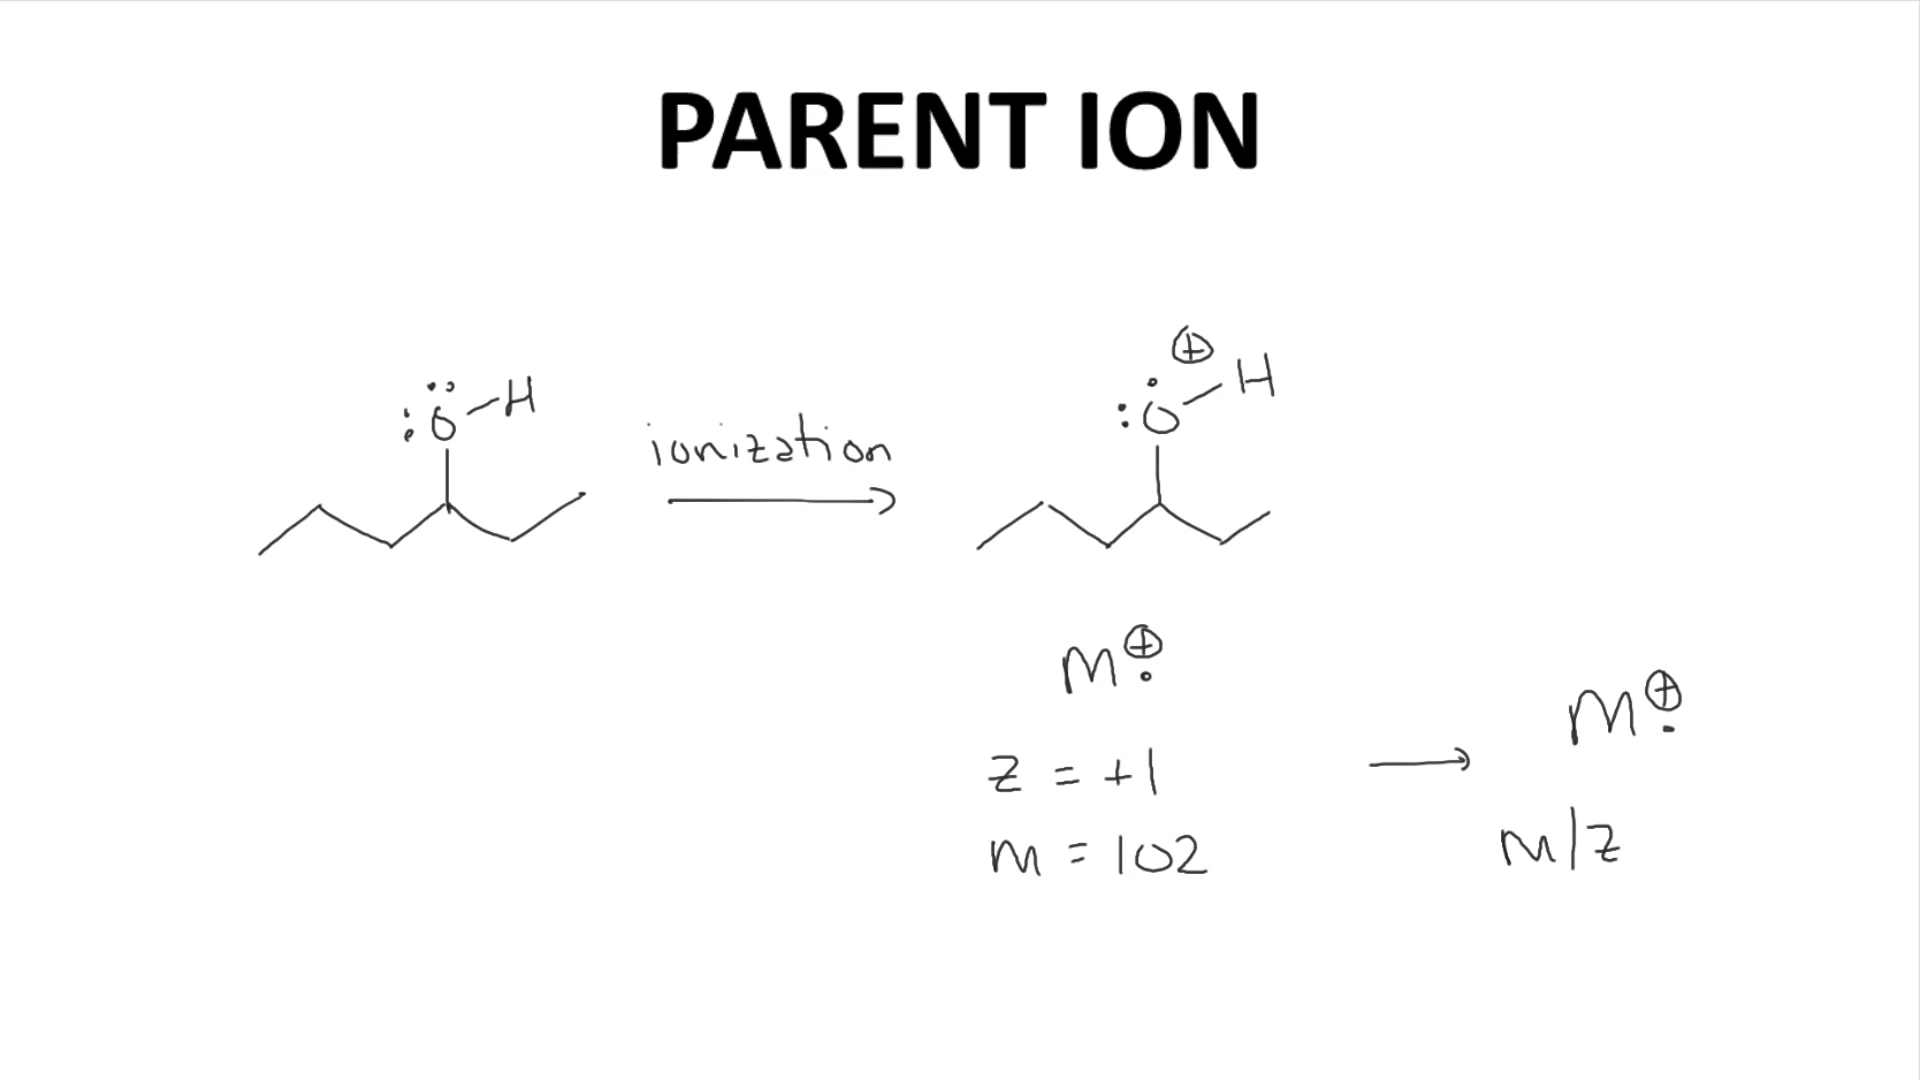 PARENT ION
:Ö-H
ionization
⊕
:Ȯ-H
M⊕•
z = +1
m = 102
M⊕•
m/z